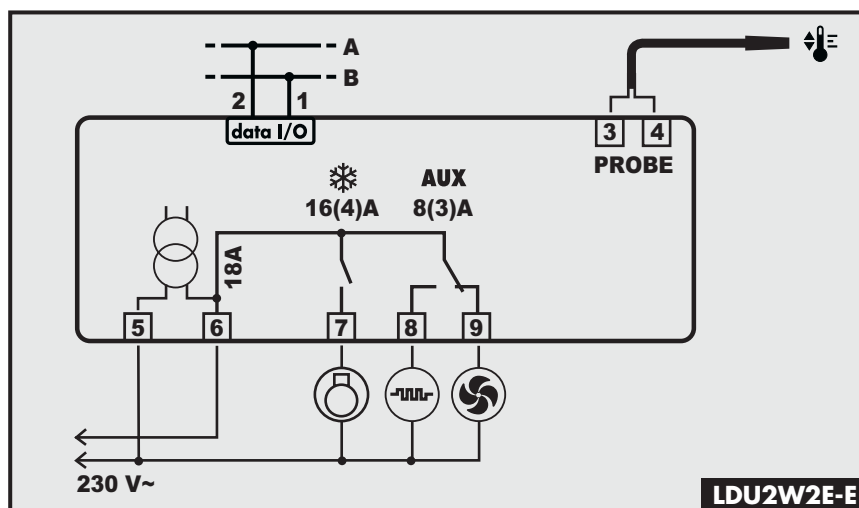 A
B
2 1
data I/O
3 4
PROBE
AUX
16(4)A 8(3)A
18A
5 6 7 8 9
230 V~
LDU2W2E-E